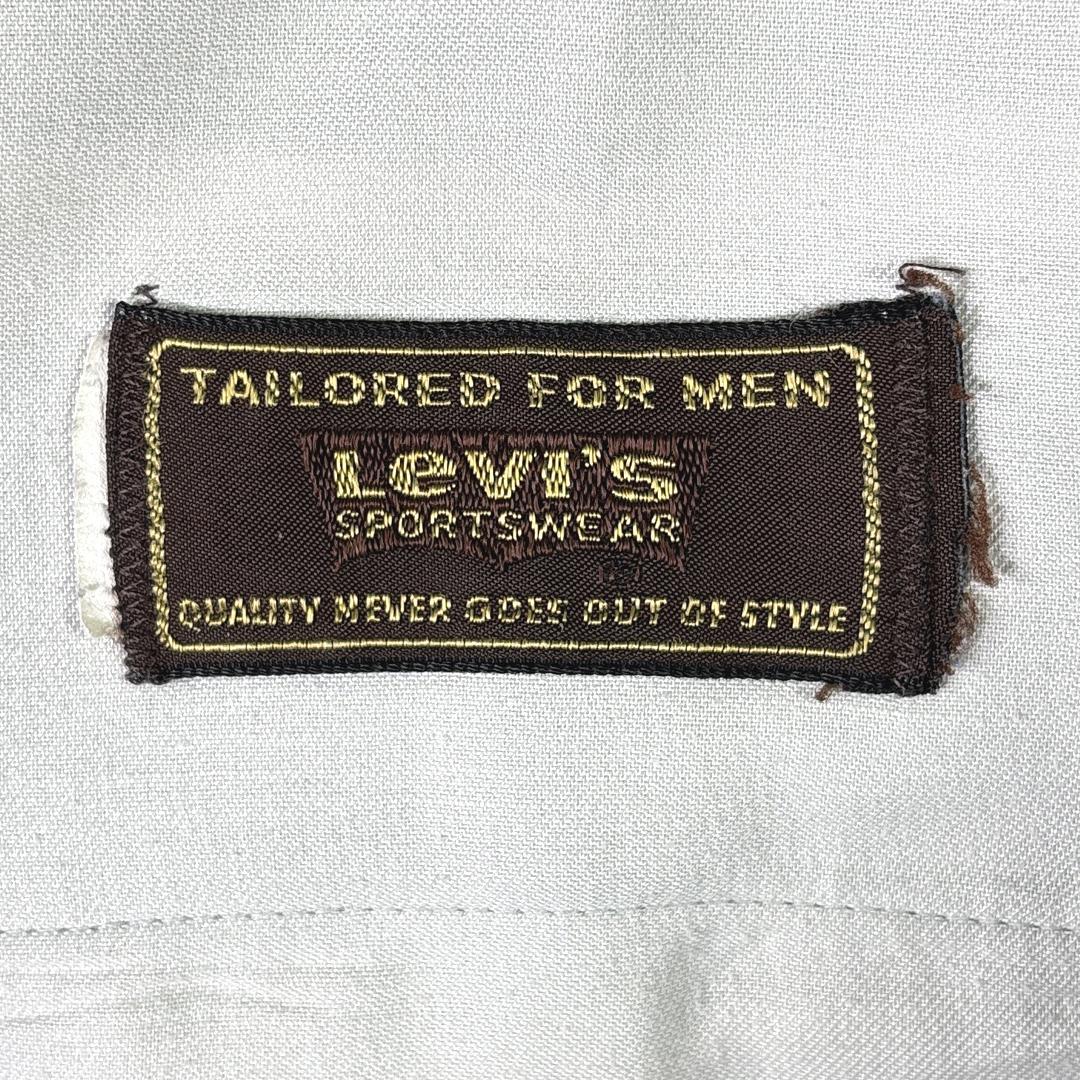 TAILORED FOR MEN
LeVI'S
SPORTSWEAR
QUALITY NEVER GOES OUT OF STYLE